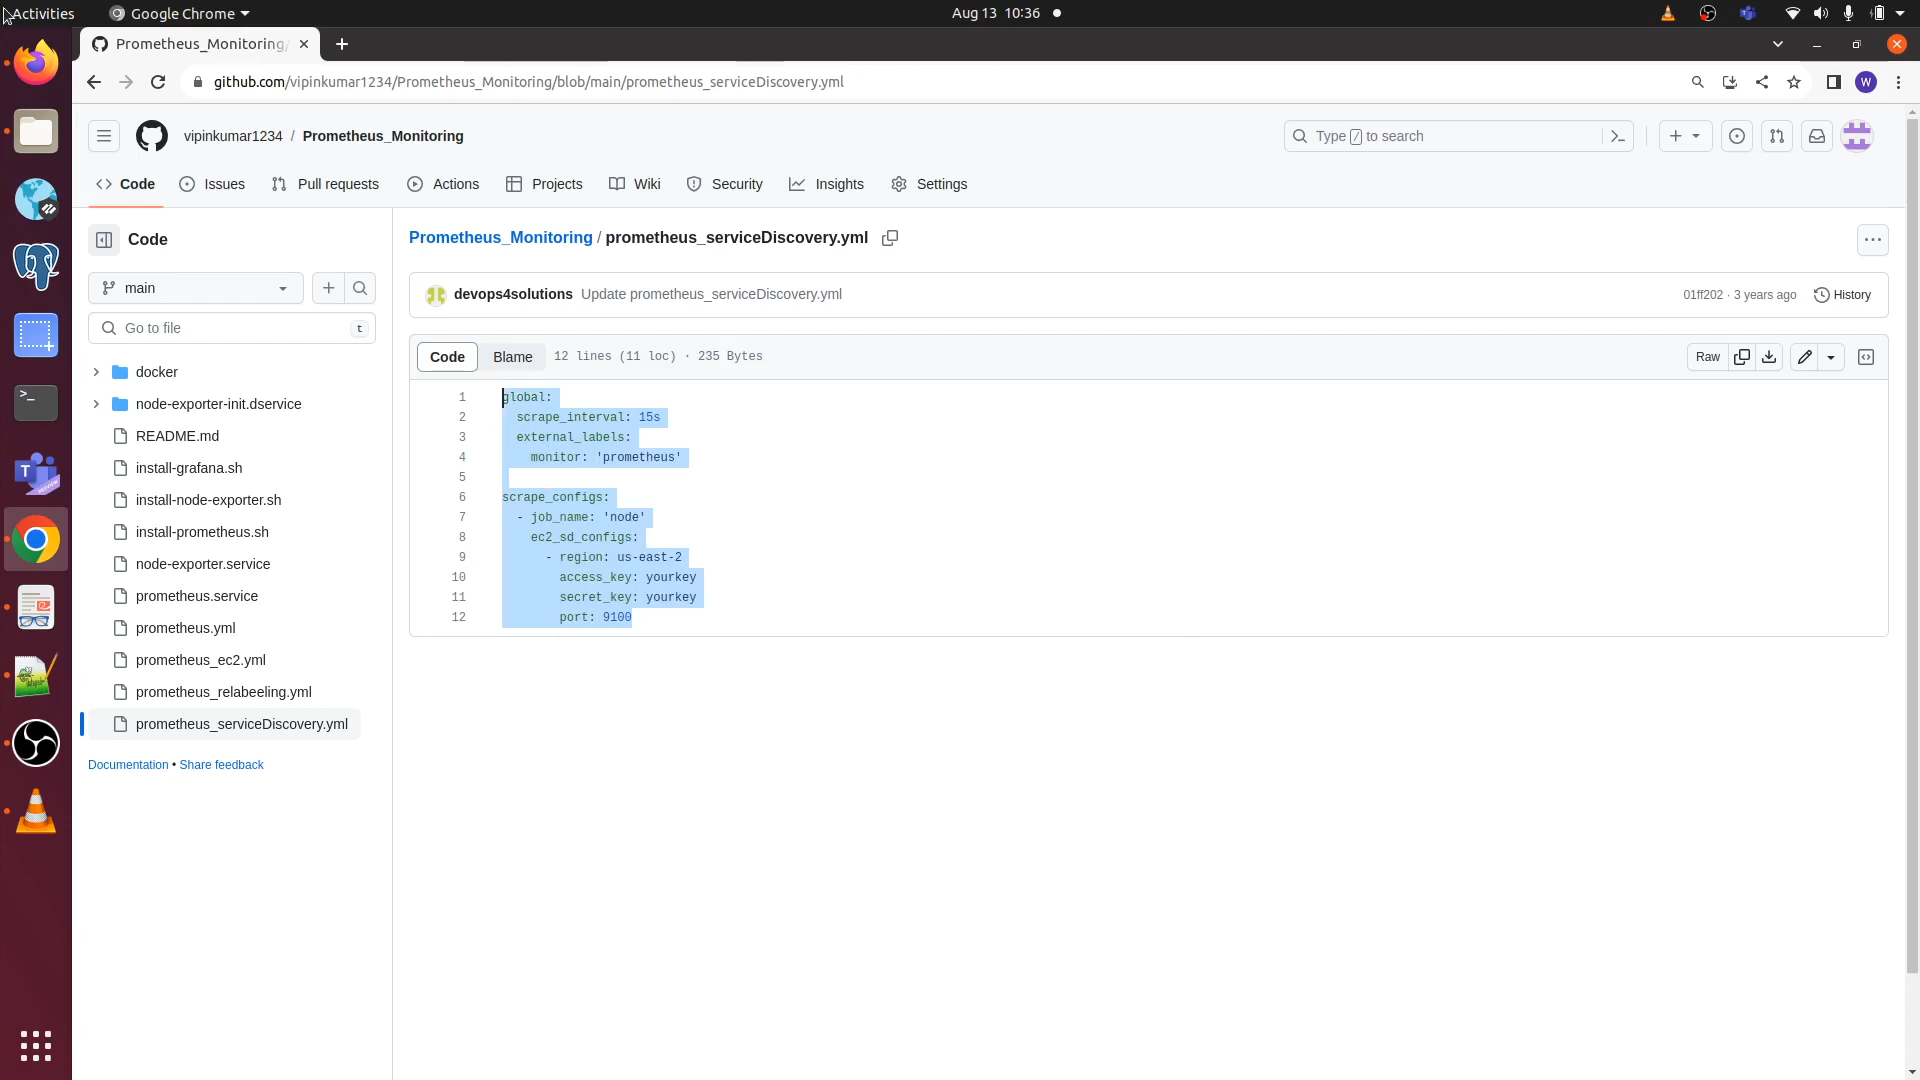 Activities
Google Chrome
Aug 13 10:36
Prometheus_Monitoring/
github.com/vipinkumar1234/Prometheus_Monitoring/blob/main/prometheus_serviceDiscovery.yml
W
vipinkumar1234 / Prometheus_Monitoring
Type / to search
Code
Issues
Pull requests
Actions
Projects
Wiki
Security
Insights
Settings
Code
main
Go to file
t
docker
node-exporter-init.dservice
README.md
install-grafana.sh
install-node-exporter.sh
install-prometheus.sh
node-exporter.service
prometheus.service
prometheus.yml
prometheus_ec2.yml
prometheus_relabeeling.yml
prometheus_serviceDiscovery.yml
Documentation • Share feedback
Prometheus_Monitoring / prometheus_serviceDiscovery.yml
devops4solutions Update prometheus_serviceDiscovery.yml
01ff202 · 3 years ago
History
Code
Blame
12 lines (11 loc) · 235 Bytes
Raw
1 global:
2 scrape_interval: 15s
3 external_labels:
4 monitor: 'prometheus'
5
6 scrape_configs:
7 - job_name: 'node'
8 ec2_sd_configs:
9 - region: us-east-2
10 access_key: yourkey
11 secret_key: yourkey
12 port: 9100